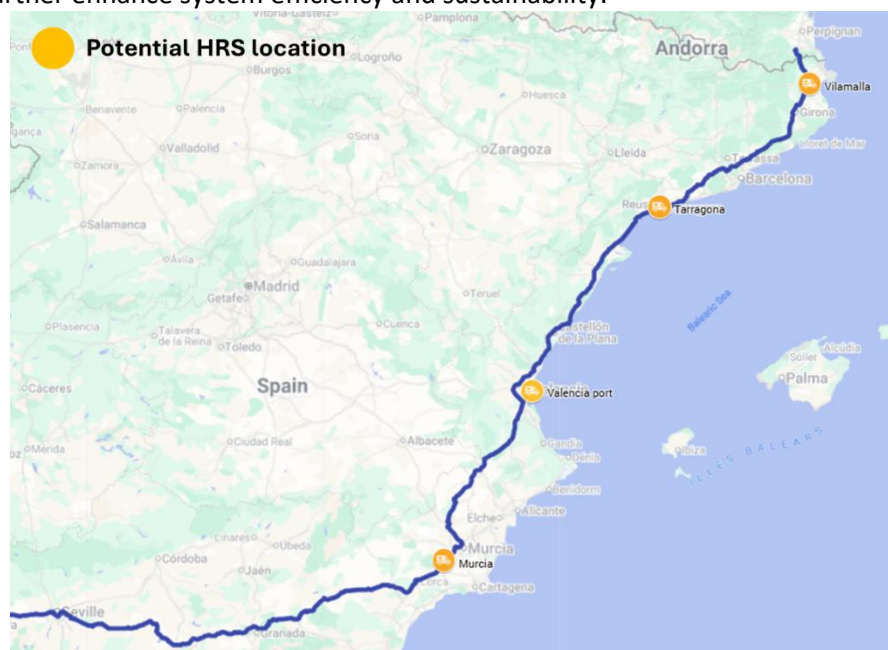 further enhance system efficiency and sustainability.
Potential HRS location
Vitoria-Gasteiz
Pamplona
Andorra
Perpignan
Logroño
Burgos
Huesca
Vilamalla
Girona
Benavente
Palencia
Soria
Lloret de Mar
Valladolid
Zaragoza
Lleida
Terrassa
Zamora
Barcelona
Reus
Tarragona
Salamanca
Ávila
Guadalajara
Madrid
Getafe
Teruel
Balearic Sea
Plasencia
Talavera
de la Reina
Toledo
Cuenca
Castellón
de la Plana
Sóller
Alcúdia
Palma
Cáceres
Spain
Valencia port
Ciudad Real
Albacete
Gandia
Ibiza
ILLES BALEARS
Mérida
Dénia
Benidorm
Elche
Alicante
Linares
Úbeda
Córdoba
Murcia
Murcia
Jaén
Lorca
Cartagena
Seville
Granada